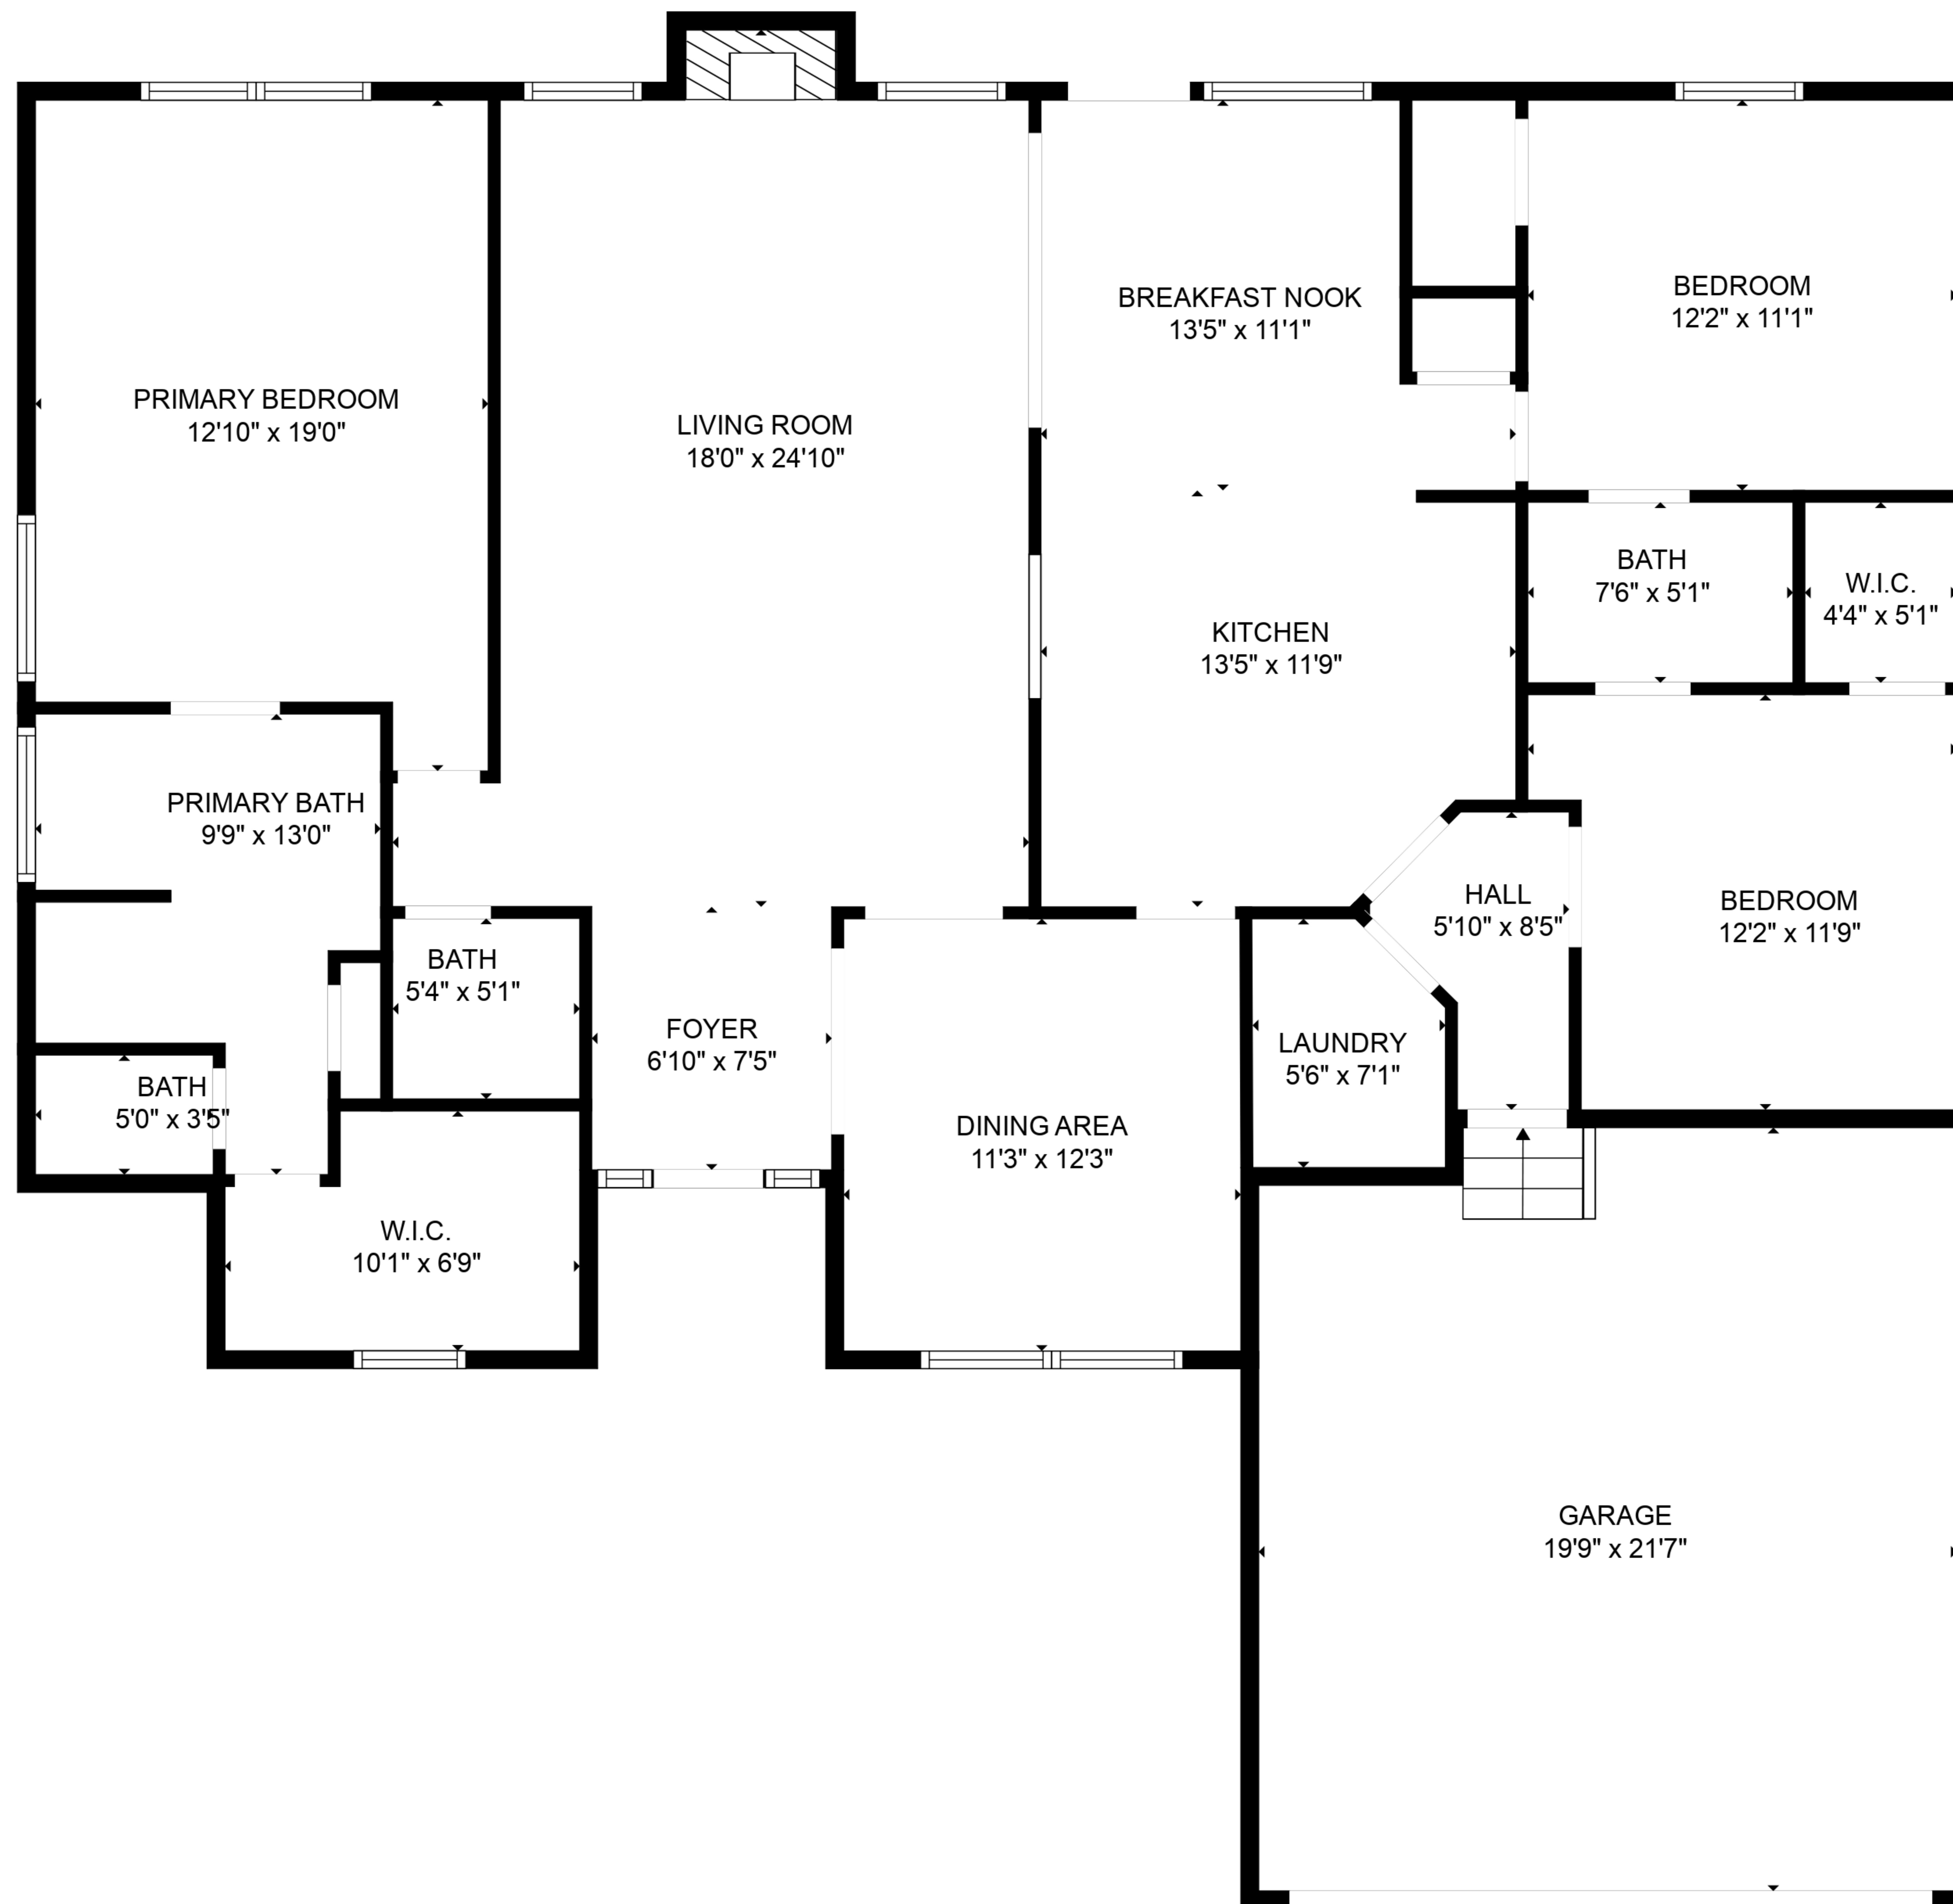 BEDROOM
12'2" x 11'1"
BREAKFAST NOOK
13'5" x 11'1"
PRIMARY BEDROOM
12'10" x 19'0"
LIVING ROOM
18'0" x 24'10"
BATH
7'6" x 5'1"
W.I.C.
4'4" x 5'1"
KITCHEN
13'5" x 11'9"
PRIMARY BATH
9'9" x 13'0"
HALL
5'10" x 8'5"
BEDROOM
12'2" x 11'9"
BATH
5'4" x 5'1"
FOYER
6'10" x 7'5"
LAUNDRY
5'6" x 7'1"
BATH
5'0" x 3'5"
DINING AREA
11'3" x 12'3"
W.I.C.
10'1" x 6'9"
GARAGE
19'9" x 21'7"